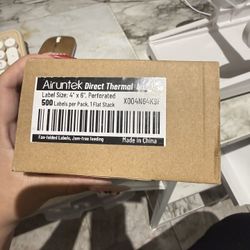 Airuntek Direct Thermal
Label Size: 4" x 6", Perforated
500 Labels per Pack, 1 Flat Stack
Fan-folded Labels, Jam-free feeding
Made in China